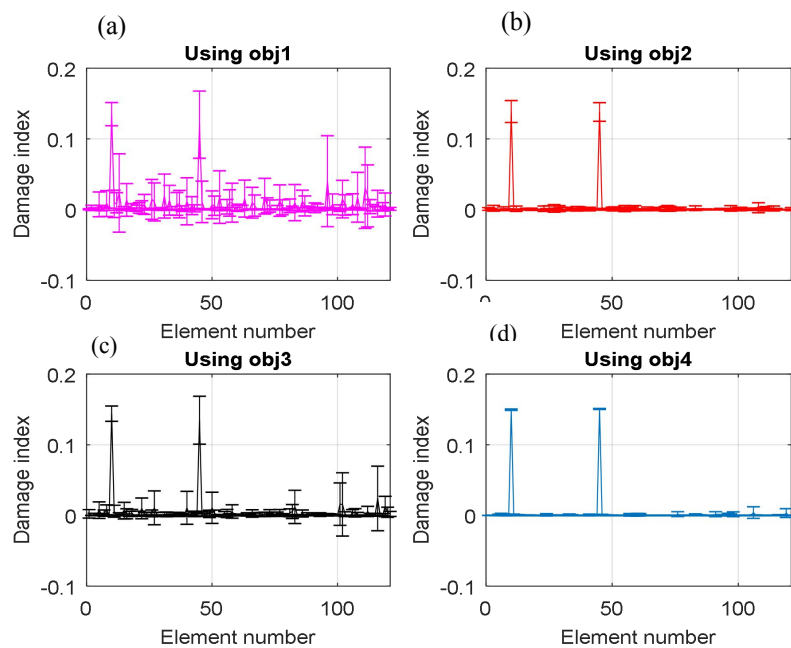 (a)
Using obj1
0.2
0.1
0
-0.1
0
50
100
Damage index
Element number
(b)
Using obj2
0.2
0.1
0
-0.1
0
50
100
Damage index
Element number
(c)
Using obj3
0.2
0.1
0
-0.1
0
50
100
Damage index
Element number
(d)
Using obj4
0.2
0.1
0
-0.1
0
50
100
Damage index
Element number